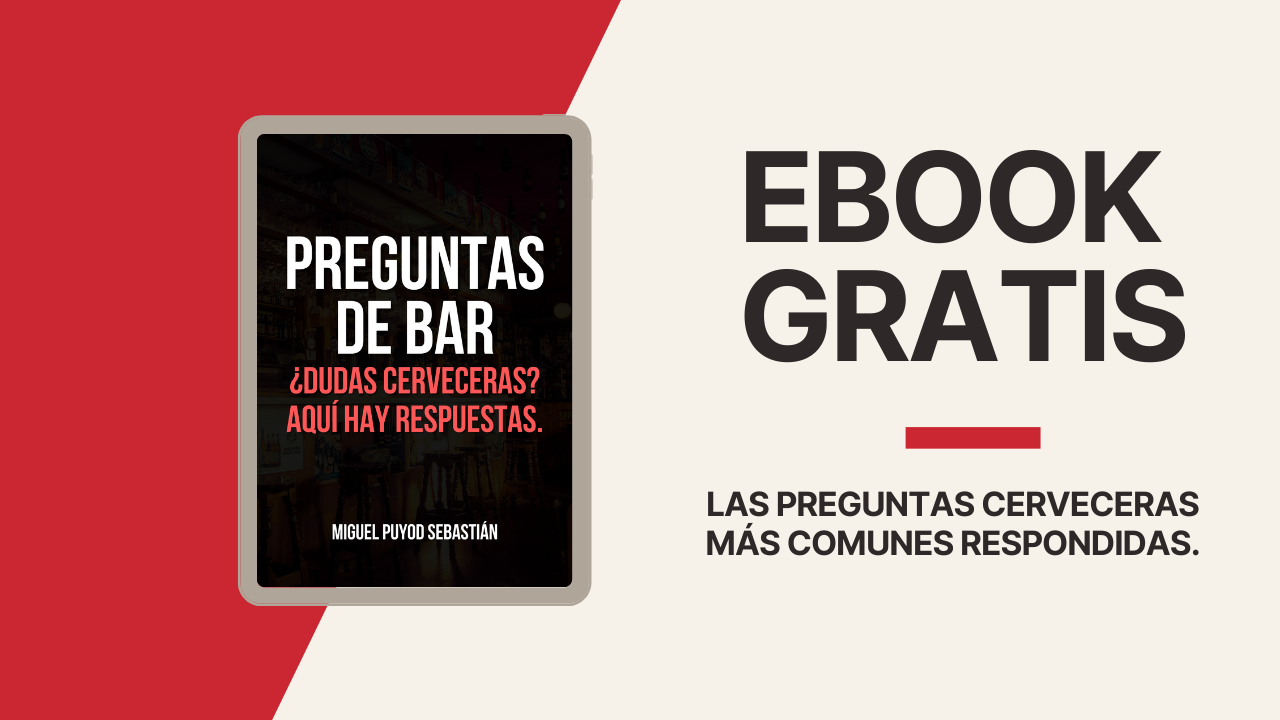 PREGUNTAS
DE BAR
¿DUDAS CERVECERAS?
AQUÍ HAY RESPUESTAS.
MIGUEL PUYOD SEBASTIÁN
EBOOK
GRATIS
LAS PREGUNTAS CERVECERAS
MÁS COMUNES RESPONDIDAS.